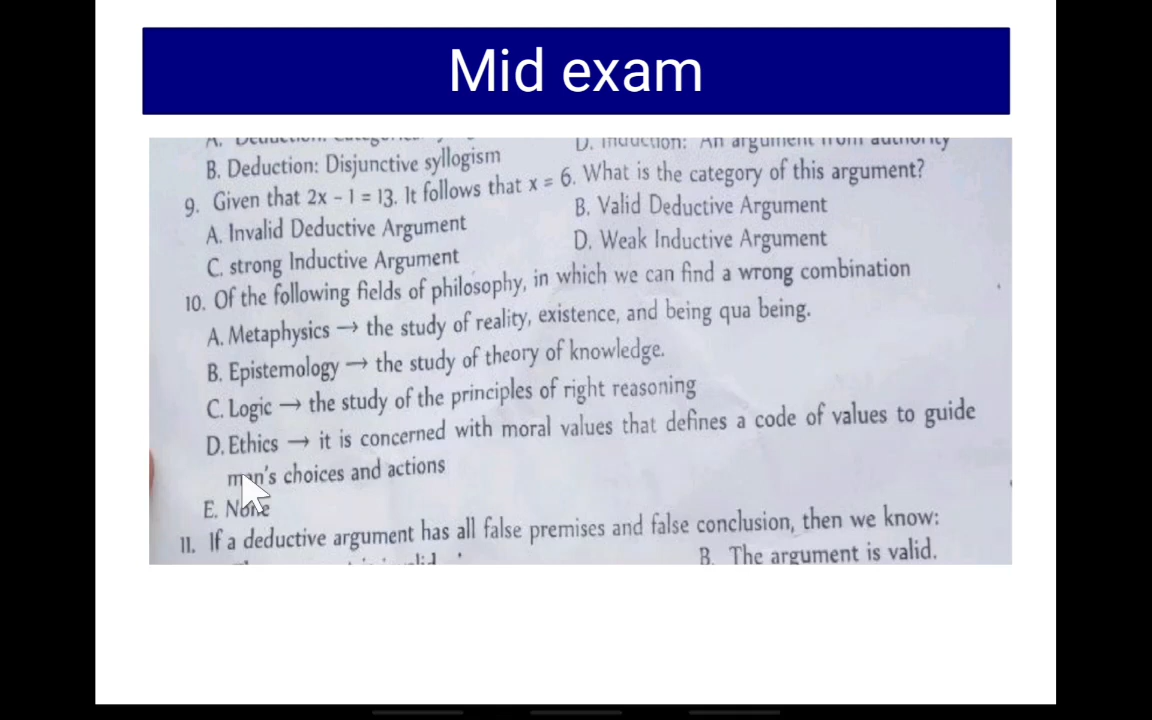 Mid exam
B. Deduction: Disjunctive syllogism
D. Induction: An argument from authority
9. Given that 2x – 1 = 13. It follows that x = 6. What is the category of this argument?
A. Invalid Deductive Argument
B. Valid Deductive Argument
C. strong Inductive Argument
D. Weak Inductive Argument
10. Of the following fields of philosophy, in which we can find a wrong combination
A. Metaphysics → the study of reality, existence, and being qua being.
B. Epistemology → the study of theory of knowledge.
C. Logic → the study of the principles of right reasoning
D. Ethics → it is concerned with moral values that defines a code of values to guide
man's choices and actions
E. None
11. If a deductive argument has all false premises and false conclusion, then we know:
B. The argument is valid.